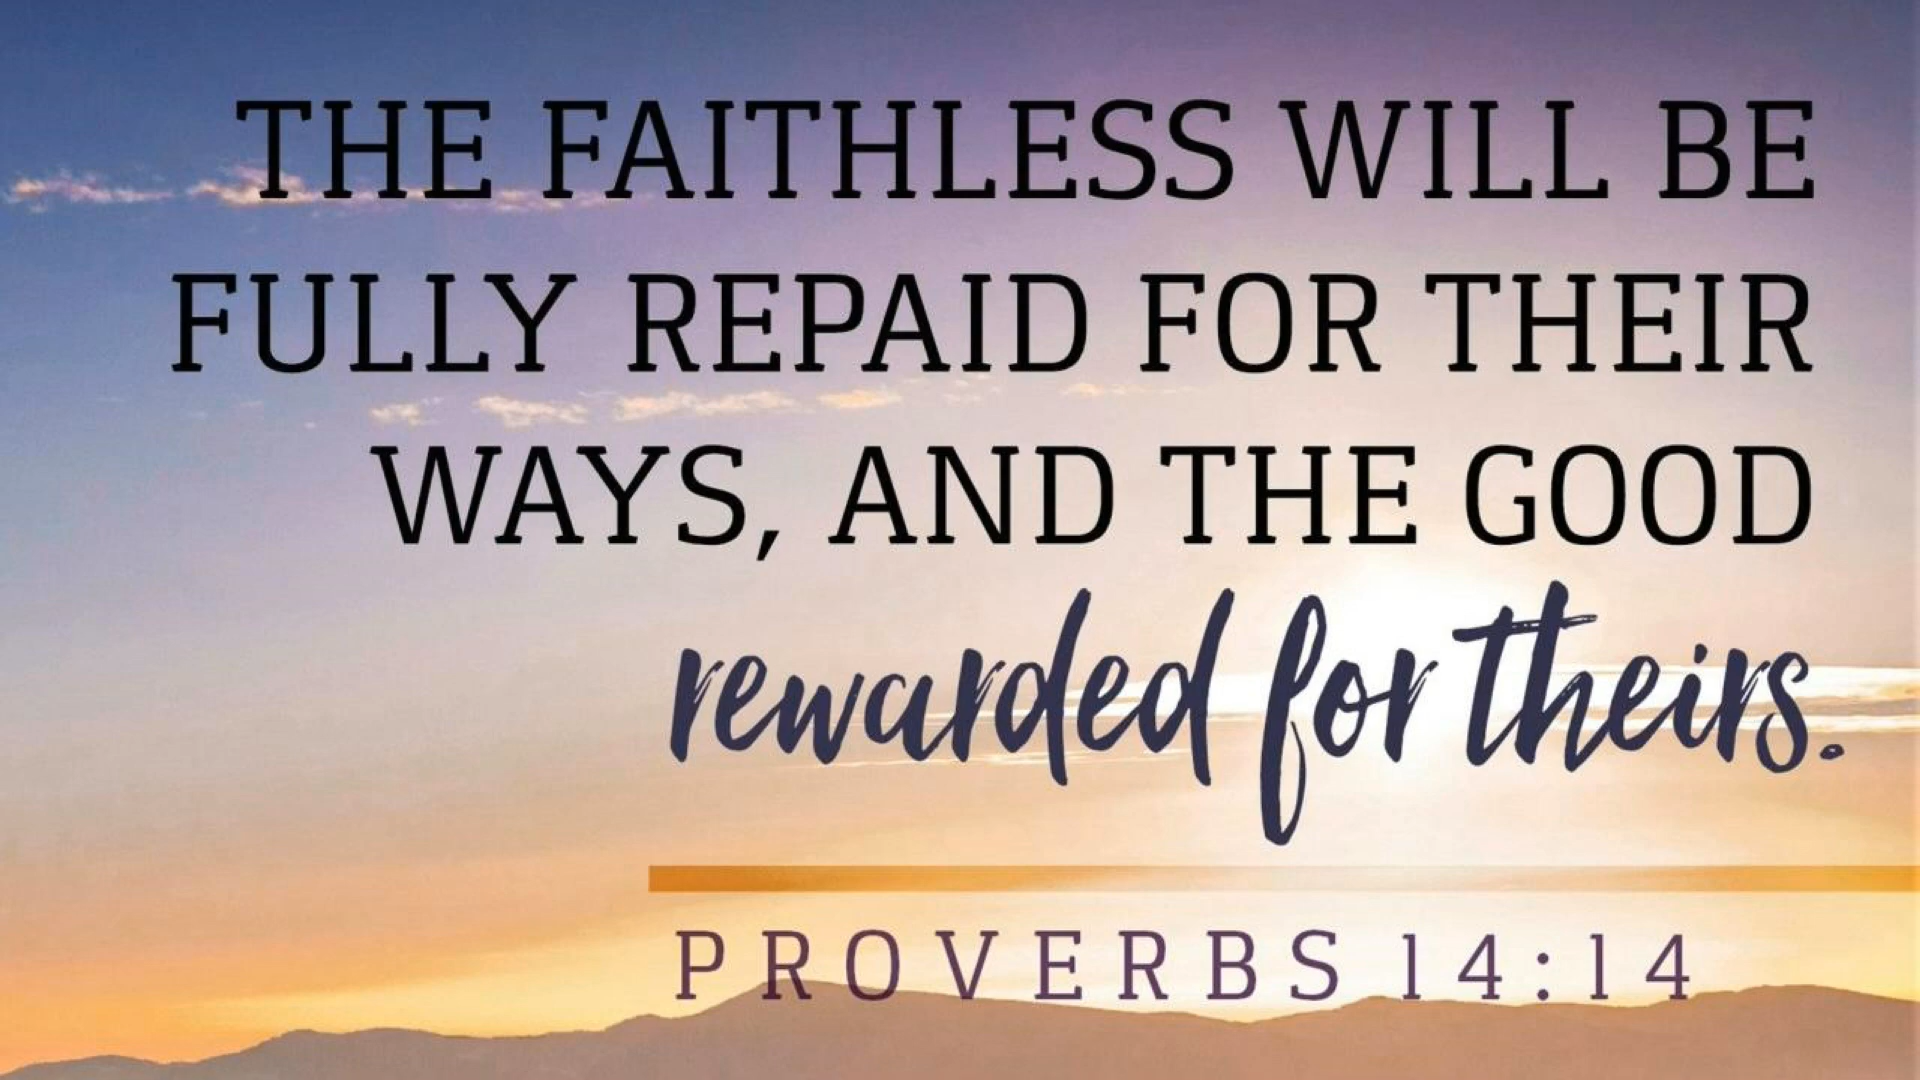 THE FAITHLESS WILL BE
FULLY REPAID FOR THEIR
WAYS, AND THE GOOD
rewarded for theirs.
PROVERBS 14:14